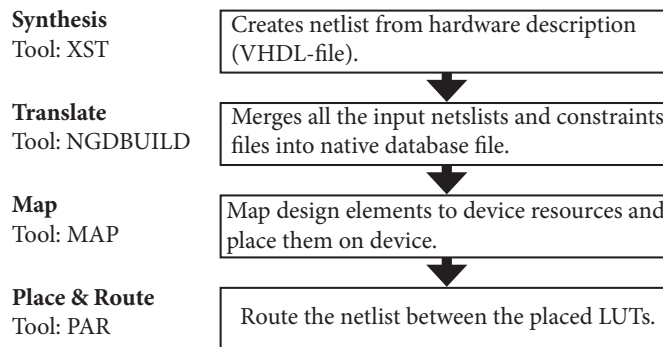 Synthesis
Tool: XST
Creates netlist from hardware description
(VHDL-file).
Translate
Tool: NGDBUILD
Merges all the input netslists and constraints
files into native database file.
Map
Tool: MAP
Map design elements to device resources and
place them on device.
Place & Route
Tool: PAR
Route the netlist between the placed LUTs.